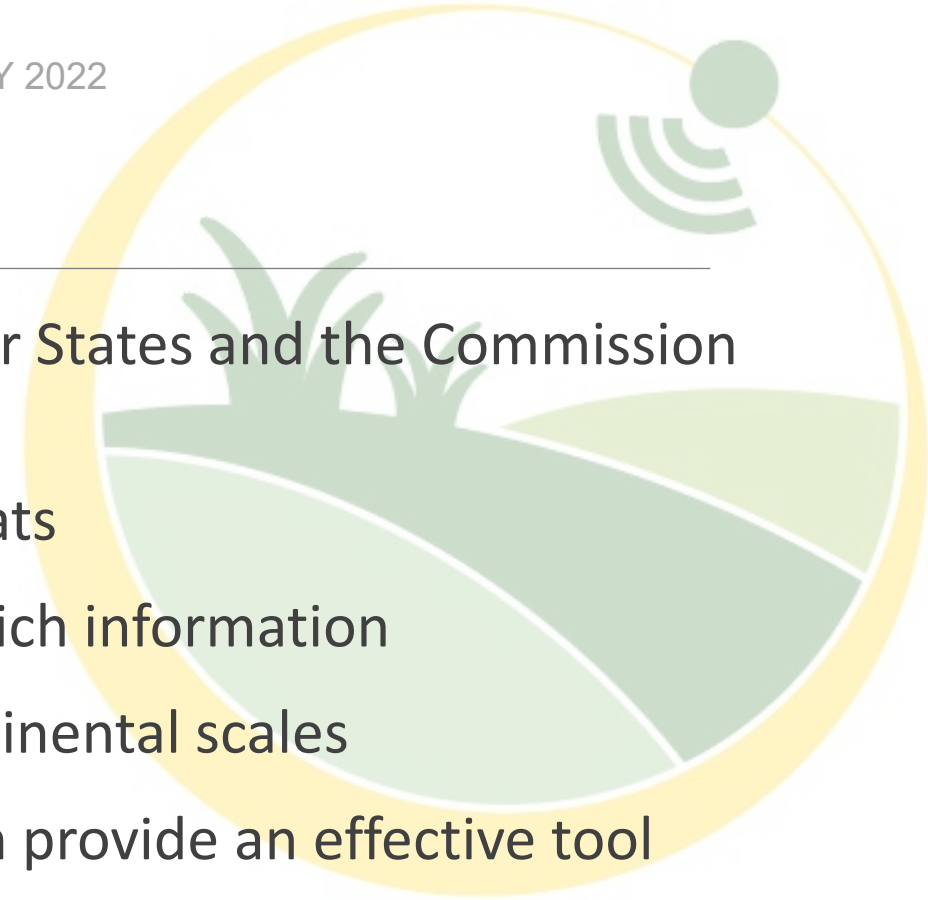 Y 2022
r States and the Commission
ats
ich information
inental scales
n provide an effective tool